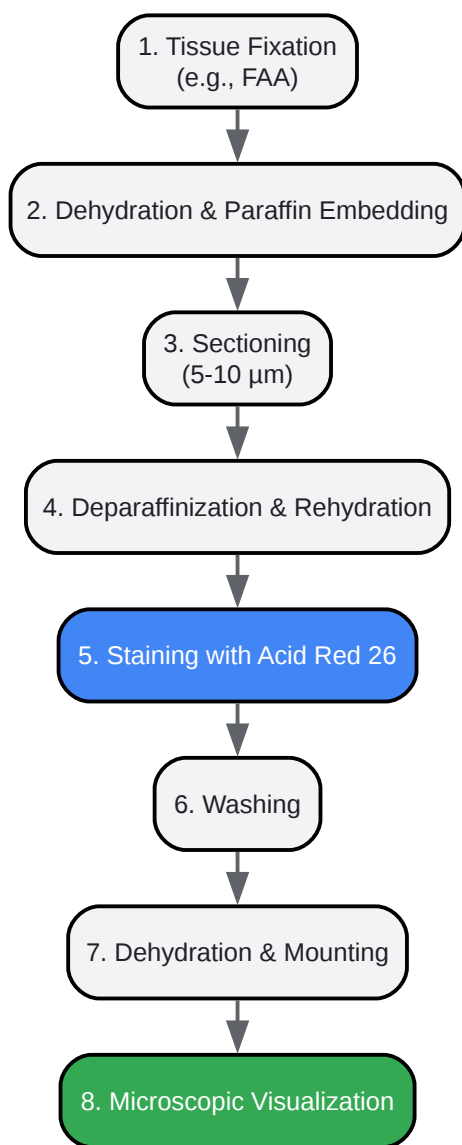 1. Tissue Fixation
(e.g., FAA)
2. Dehydration & Paraffin Embedding
3. Sectioning
(5-10 µm)
4. Deparaffinization & Rehydration
5. Staining with Acid Red 26
6. Washing
7. Dehydration & Mounting
8. Microscopic Visualization